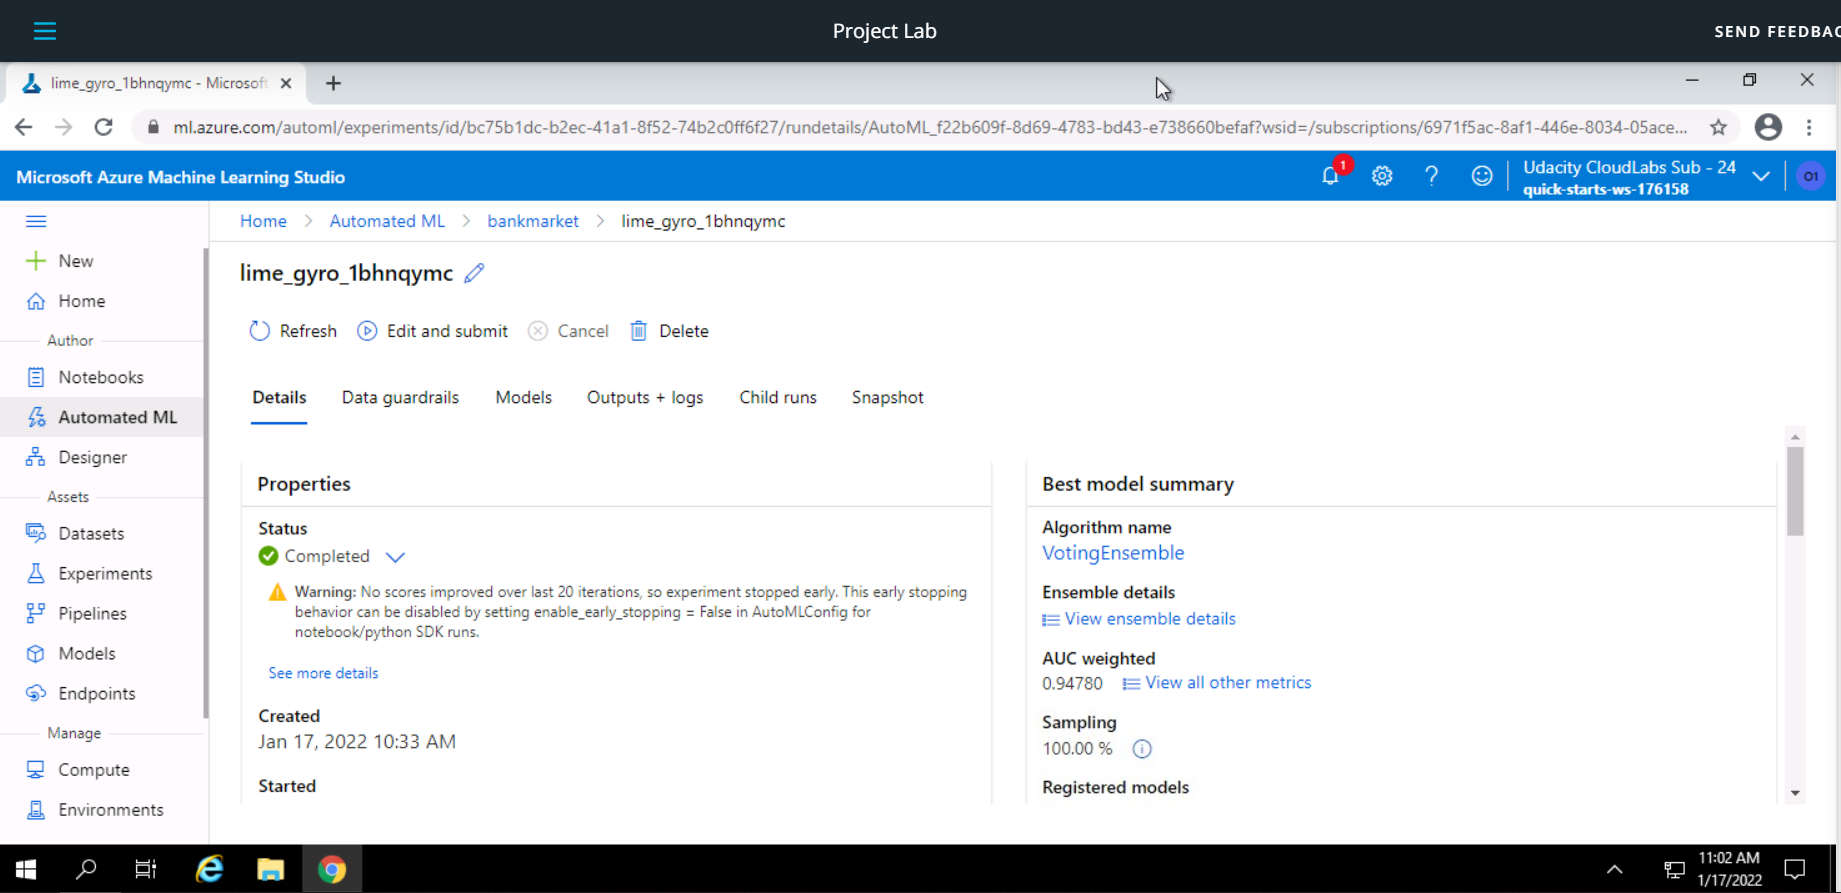 Project Lab
SEND FEEDBAC
lime_gyro_1bhnqymc - Microsoft
ml.azure.com/automl/experiments/id/bc75b1dc-b2ec-41a1-8f52-74b2c0ff6f27/rundetails/AutoML_f22b609f-8d69-4783-bd43-e738660befaf?wsid=/subscriptions/6971f5ac-8af1-446e-8034-05ace...
Microsoft Azure Machine Learning Studio
1
Udacity CloudLabs Sub - 24
quick-starts-ws-176158
O1
Home > Automated ML > bankmarket > lime_gyro_1bhnqymc
New
Home
Author
Notebooks
Automated ML
Designer
Assets
Datasets
Experiments
Pipelines
Models
Endpoints
Manage
Compute
Environments
lime_gyro_1bhnqymc
Refresh Edit and submit Cancel Delete
Details Data guardrails Models Outputs + logs Child runs Snapshot
Properties
Status
Completed
Warning: No scores improved over last 20 iterations, so experiment stopped early. This early stopping
behavior can be disabled by setting enable_early_stopping = False in AutoMLConfig for
notebook/python SDK runs.
See more details
Created
Jan 17, 2022 10:33 AM
Started
Best model summary
Algorithm name
VotingEnsemble
Ensemble details
View ensemble details
AUC weighted
0.94780 View all other metrics
Sampling
100.00 %
Registered models
11:02 AM
1/17/2022